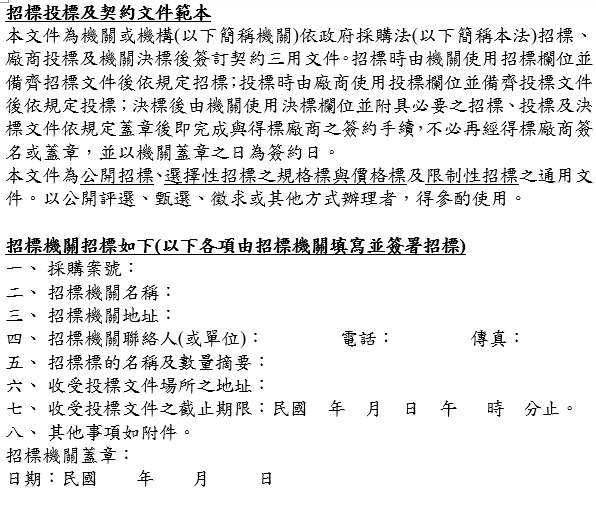 招標投標及契約文件範本
本文件為機關或機構(以下簡稱機關)依政府採購法(以下簡稱本法)招標、
廠商投標及機關決標後簽訂契約三用文件。招標時由機關使用招標欄位並
備齊招標文件後依規定招標；投標時由廠商使用投標欄位並備齊投標文件
後依規定投標；決標後由機關使用決標欄位並附具必要之招標、投標及決
標文件依規定蓋章後即完成與得標廠商之簽約手續，不必再經得標廠商簽
名或蓋章，並以機關蓋章之日為簽約日。
本文件為公開招標、選擇性招標之規格標與價格標及限制性招標之通用文
件。以公開評選、甄選、徵求或其他方式辦理者，得參酌使用。
招標機關招標如下(以下各項由招標機關填寫並簽署招標)
一、 採購案號：
二、 招標機關名稱：
三、 招標機關地址：
四、 招標機關聯絡人(或單位)： 電話： 傳真：
五、 招標標的名稱及數量摘要：
六、 收受投標文件場所之地址：
七、 收受投標文件之截止期限：民國 年 月 日 午 時 分止。
八、 其他事項如附件。
招標機關蓋章：
日期：民國 年 月 日